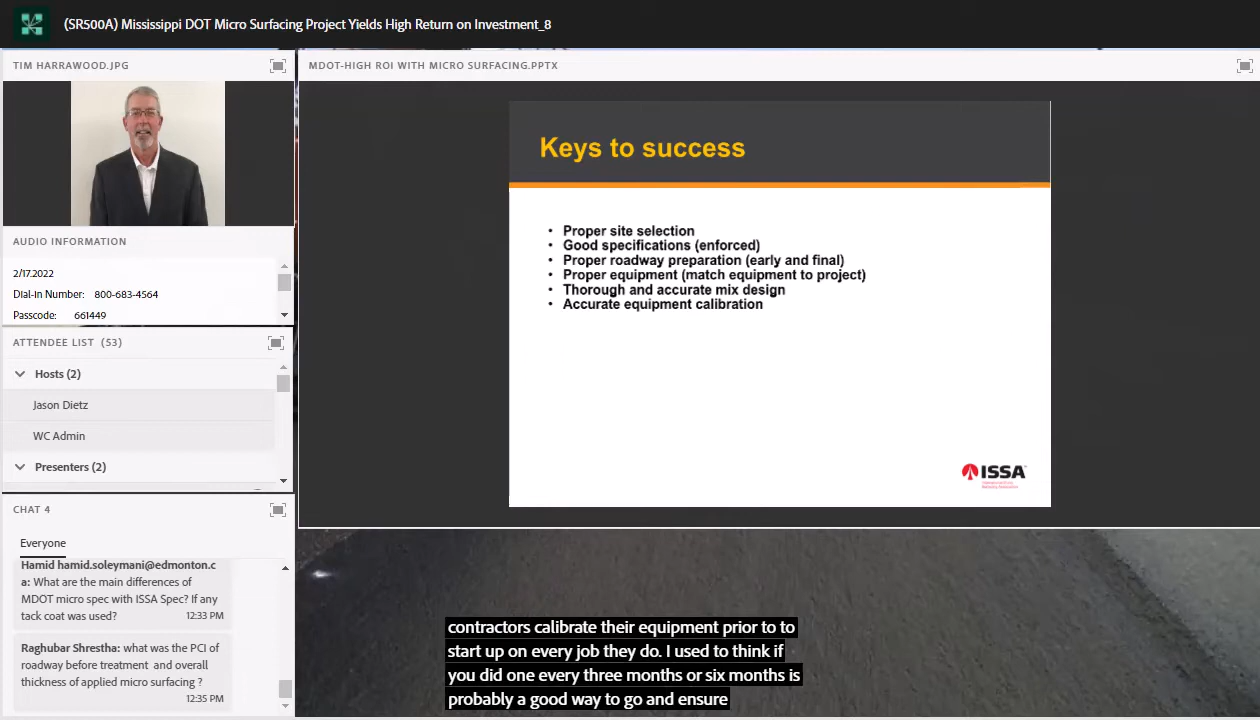 (SR500A) Mississippi DOT Micro Surfacing Project Yields High Return on Investment_8
TIM HARRAWOOD.JPG
AUDIO INFORMATION
2/17.2022
Dial-In Number: 800-683-4564
Passcode: 661449
ATTENDEE LIST (53)
Hosts (2)
Jason Dietz
WC Admin
Presenters (2)
CHAT 4
Everyone
Hamid hamid.soleymani@edmonton.c
a: What are the main differences of
MDOT micro spec with ISSA Spec? If any
tack coat was used?
12:33 PM
Raghubar Shrestha: what was the PCI of
roadway before treatment and overall
thickness of applied micro surfacing ?
12:35 PM
MDOT-HIGH ROI WITH MICRO SURFACING.PPTX
Keys to success
• Proper site selection
• Good specifications (enforced)
• Proper roadway preparation (early and final)
• Proper equipment (match equipment to project)
• Thorough and accurate mix design
• Accurate equipment calibration
ISSA
contractors calibrate their equipment prior to to
start up on every job they do. I used to think if
you did one every three months or six months is
probably a good way to go and ensure